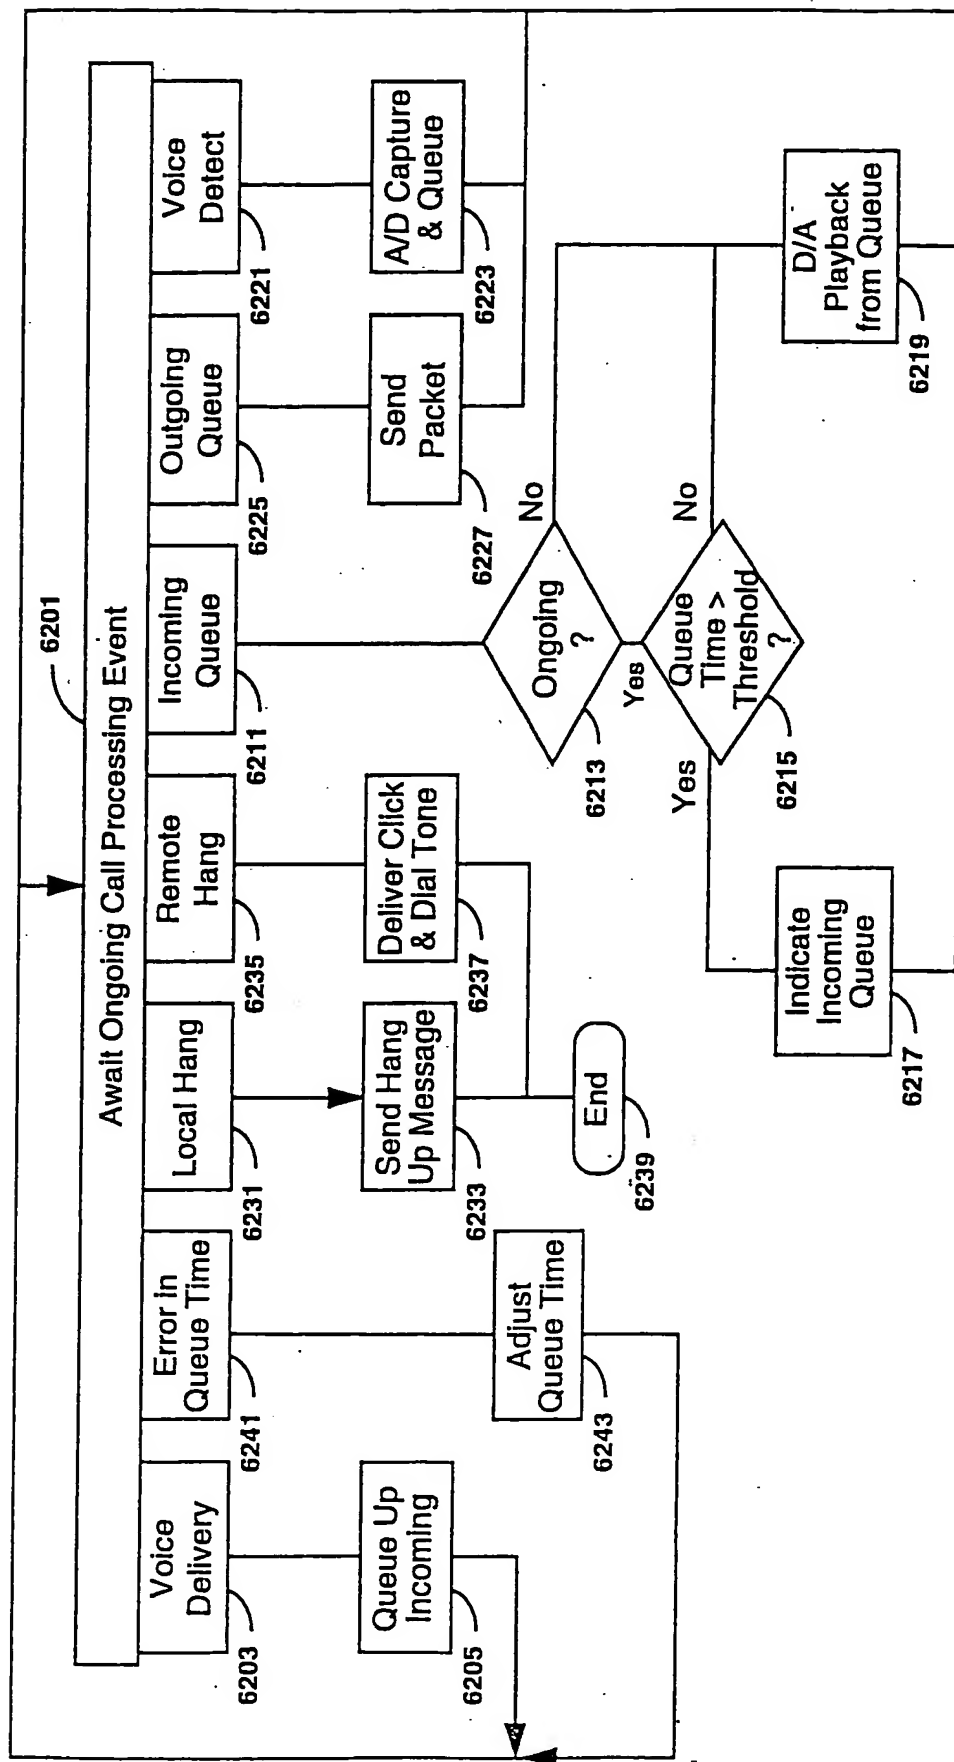 6201
Await Ongoing Call Processing Event
Voice
Delivery
6203
Error in
Queue Time
6241
Local Hang
6231
Remote
Hang
6235
Incoming
Queue
6211
Outgoing
Queue
6225
Voice
Detect
6221
Queue Up
Incoming
6205
Adjust
Queue Time
6243
Send Hang
Up Message
6233
Deliver Click
& Dial Tone
6237
End
6239
Send
Packet
6227
A/D Capture
& Queue
6223
Ongoing
?
6213
No
Yes
Queue
Time >
Threshold
?
6215
Yes
No
Indicate
Incoming
Queue
6217
D/A
Playback
from Queue
6219